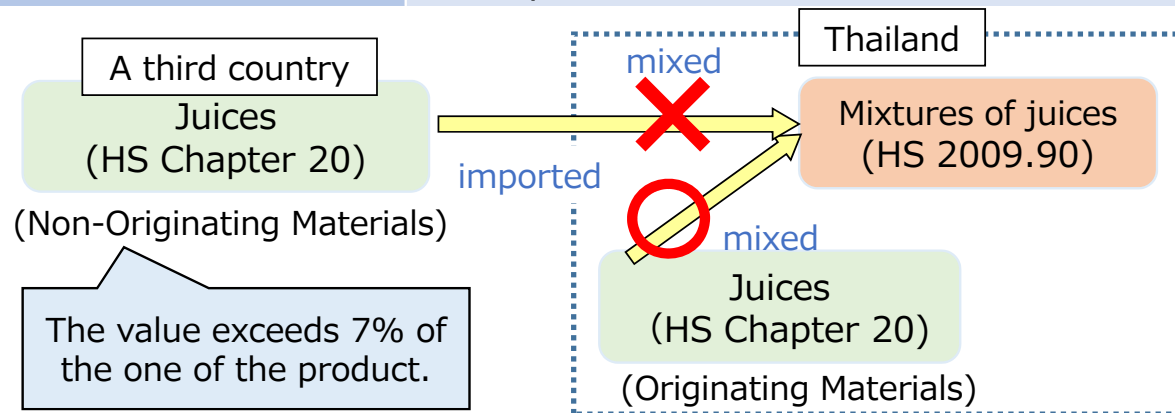 A third country
Juices
(HS Chapter 20)
(Non-Originating Materials)
The value exceeds 7% of
the one of the product.
imported
Thailand
mixed
Mixtures of juices
(HS 2009.90)
mixed
Juices
(HS Chapter 20)
(Originating Materials)